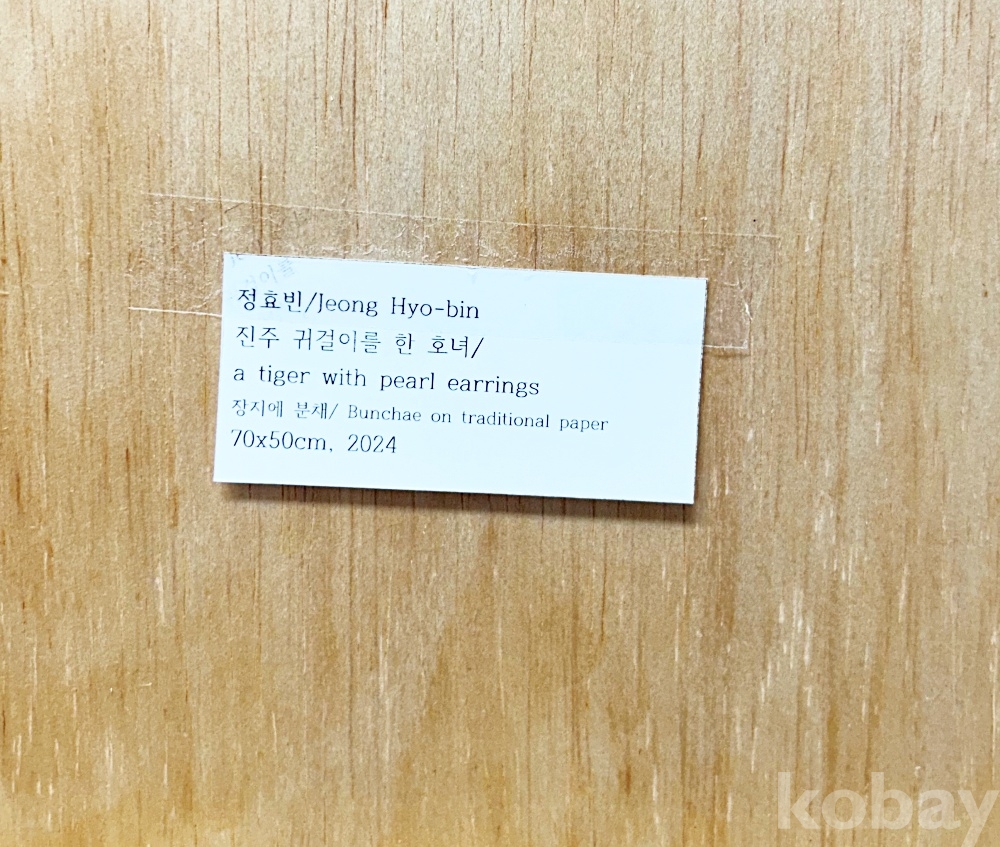 정효빈/Jeong Hyo-bin
진주 귀걸이를 한 호녀/
a tiger with pearl earrings
장지에 분채/ Bunchae on traditional paper
70x50cm, 2024
kobay